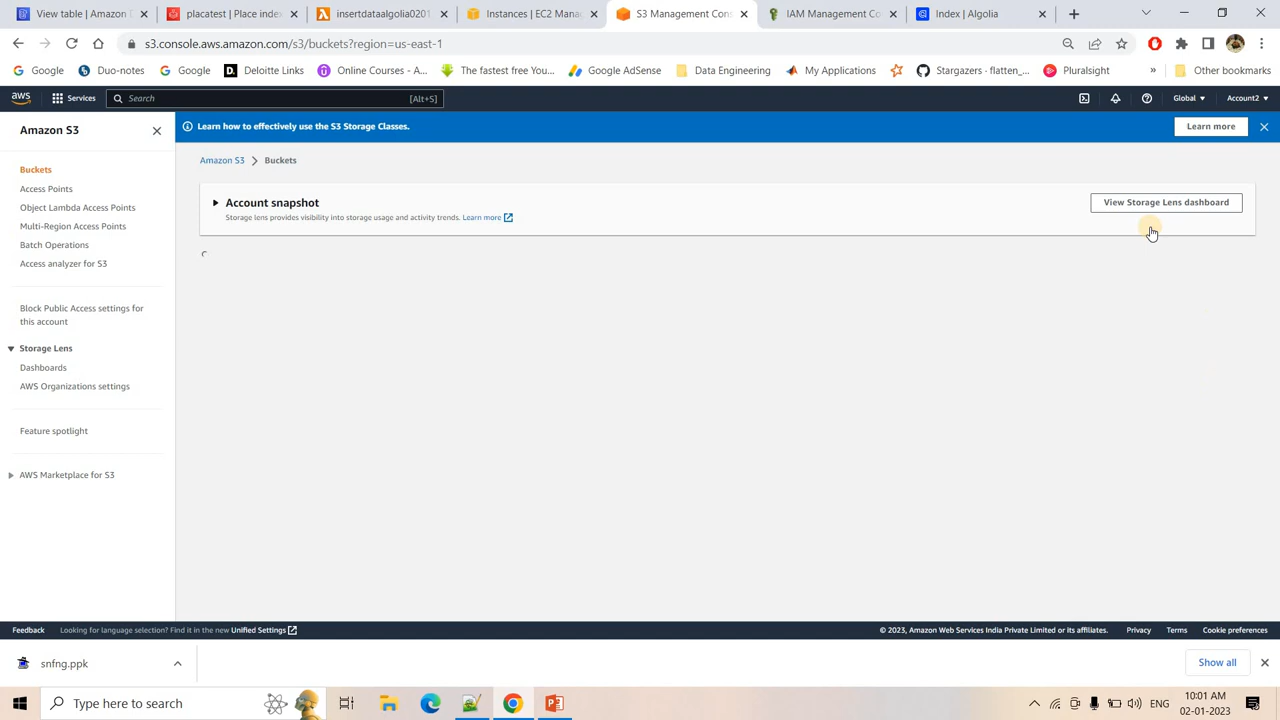 View table | Amazon D
placatest | Place index
insertdataalgolia0201
Instances | EC2 Mana
S3 Management Cons
IAM Management C
Index | Algolia
s3.console.aws.amazon.com/s3/buckets?region=us-east-1
Google
Duo-notes
Google
Deloitte Links
Online Courses - A...
The fastest free You...
Google AdSense
Data Engineering
My Applications
Stargazers · flatten_...
Pluralsight
»
Other bookmarks
aws
Services
Search
[Alt+S]
Global
Account2
Amazon S3
Learn how to effectively use the S3 Storage Classes.
Learn more
Buckets
Access Points
Object Lambda Access Points
Multi-Region Access Points
Batch Operations
Access analyzer for S3
Block Public Access settings for
this account
Storage Lens
Dashboards
AWS Organizations settings
Feature spotlight
AWS Marketplace for S3
Amazon S3 > Buckets
Account snapshot
Storage lens provides visibility into storage usage and activity trends. Learn more
View Storage Lens dashboard
Feedback
Looking for language selection? Find it in the new Unified Settings
© 2023, Amazon Web Services India Private Limited or its affiliates.
Privacy
Terms
Cookie preferences
snfng.ppk
Show all
Type here to search
ENG
10:01 AM
02-01-2023